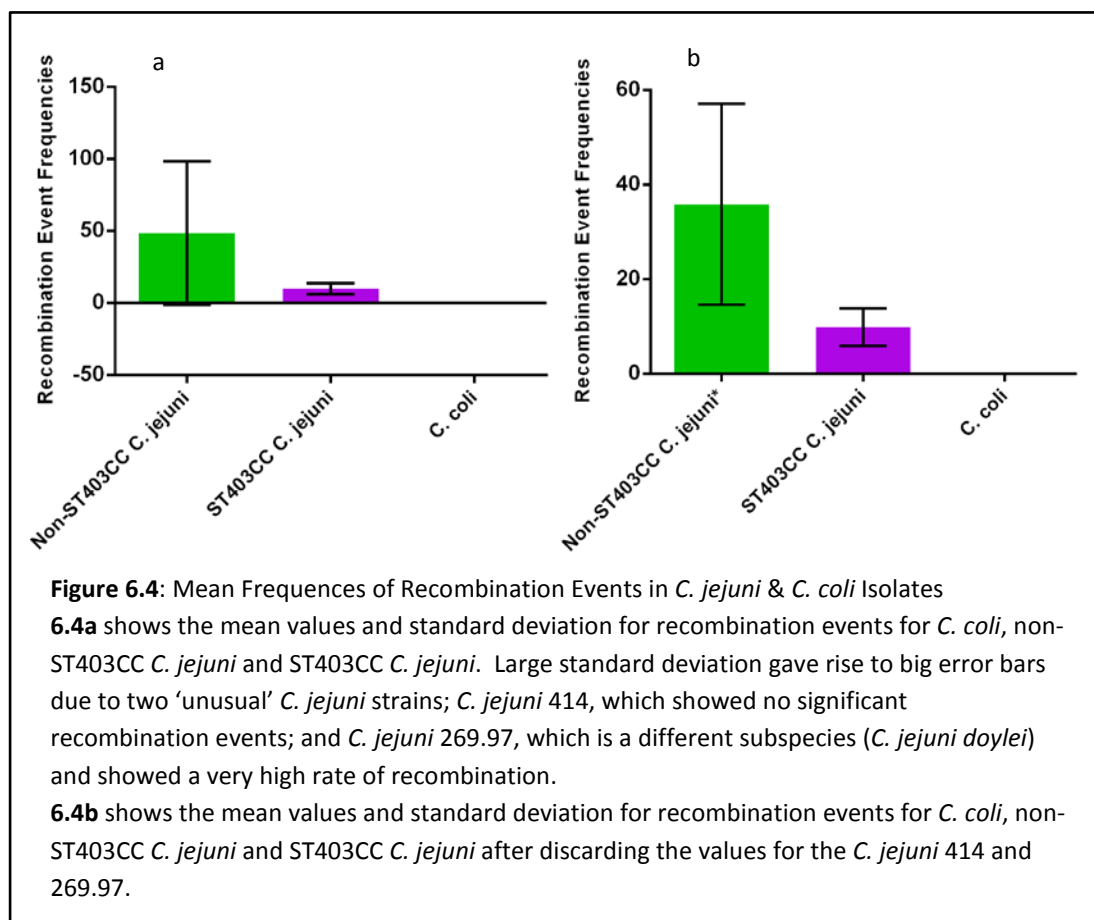 a
Recombination Event Frequencies
150
100
50
0
-50
Non-ST403CC C. jejuni
ST403CC C. jejuni
C. coli
b
Recombination Event Frequencies
60
40
20
0
Non-ST403CC C. jejuni*
ST403CC C. jejuni
C. coli
Figure 6.4: Mean Frequences of Recombination Events in C. jejuni & C. coli Isolates
6.4a shows the mean values and standard deviation for recombination events for C. coli, non-
ST403CC C. jejuni and ST403CC C. jejuni. Large standard deviation gave rise to big error bars
due to two ‘unusual’ C. jejuni strains; C. jejuni 414, which showed no significant
recombination events; and C. jejuni 269.97, which is a different subspecies (C. jejuni doylei)
and showed a very high rate of recombination.
6.4b shows the mean values and standard deviation for recombination events for C. coli, non-
ST403CC C. jejuni and ST403CC C. jejuni after discarding the values for the C. jejuni 414 and
269.97.